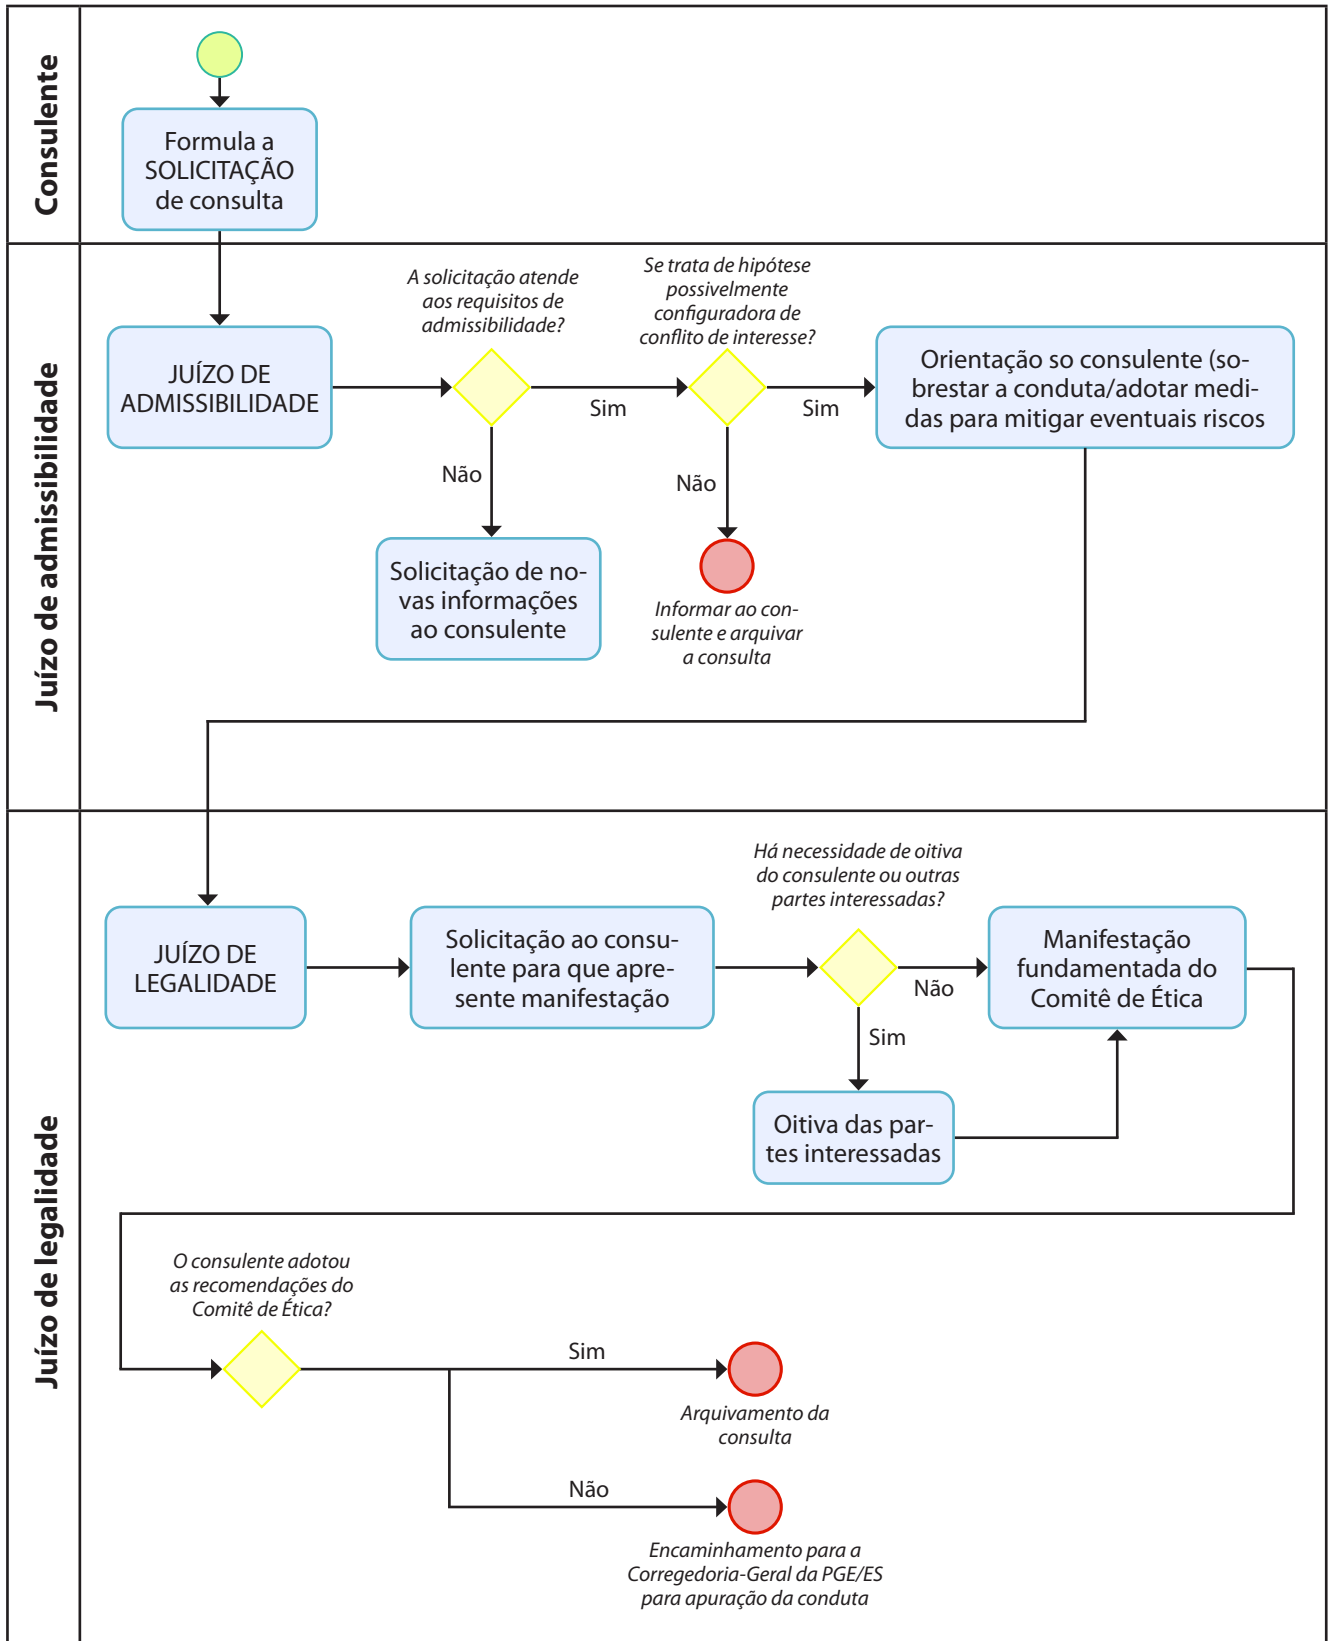 Consulente
Formula a
SOLICITAÇÃO
de consulta
Juízo de admissibilidade
JUÍZO DE
ADMISSIBILIDADE
A solicitação atende
aos requisitos de
admissibilidade?
Sim
Não
Solicitação de no-
vas informações
ao consulente
Se trata de hipótese
possivelmente
configuradora de
conflito de interesse?
Sim
Não
Informar ao con-
sulente e arquivar
a consulta
Orientação so consulente (so-
brestar a conduta/adotar medi-
das para mitigar eventuais riscos
Juízo de legalidade
JUÍZO DE
LEGALIDADE
Solicitação ao consu-
lente para que apre-
sente manifestação
Há necessidade de oitiva
do consulente ou outras
partes interessadas?
Não
Sim
Oitiva das par-
tes interessadas
Manifestação
fundamentada do
Comitê de Ética
O consulente adotou
as recomendações do
Comitê de Ética?
Sim
Arquivamento da
consulta
Não
Encaminhamento para a
Corregedoria-Geral da PGE/ES
para apuração da conduta